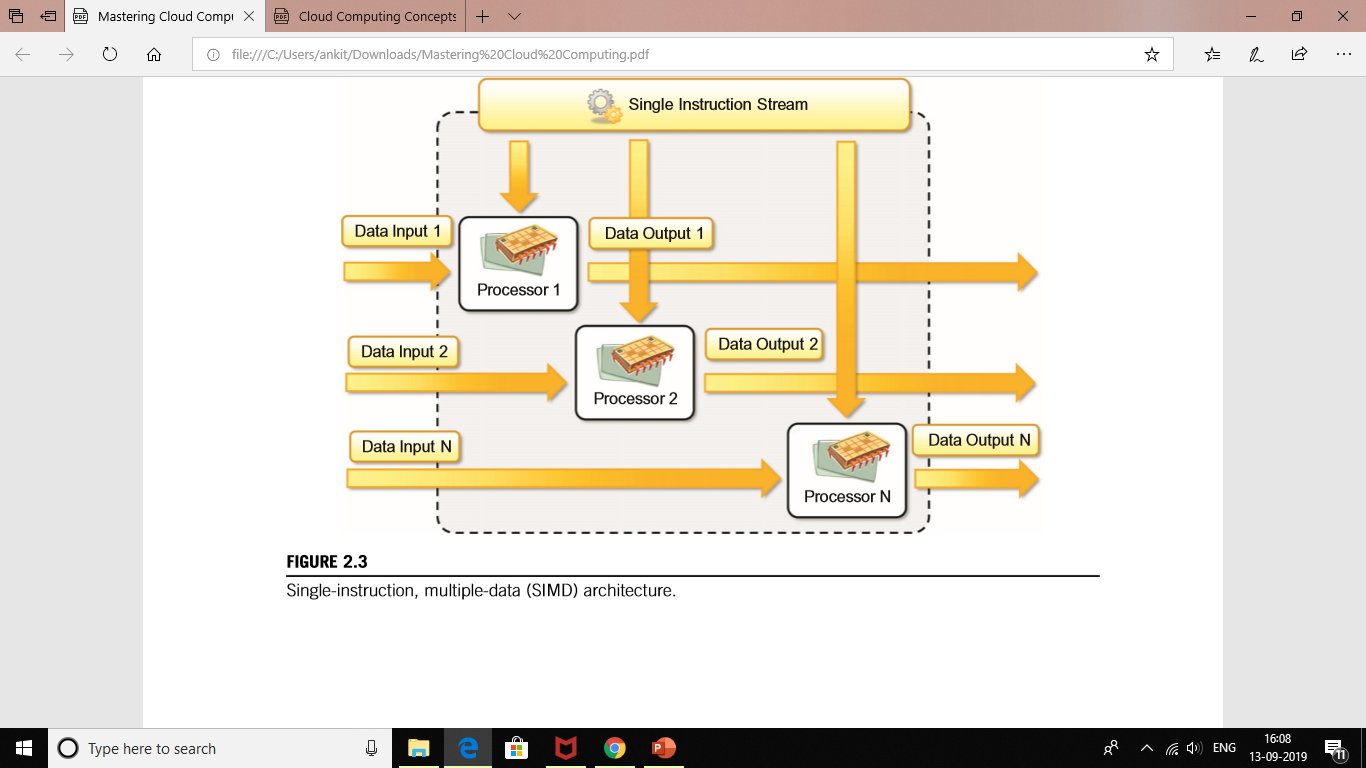 Mastering Cloud Compu
Cloud Computing Concepts
file:///C:/Users/ankit/Downloads/Mastering%20Cloud%20Computing.pdf
Single Instruction Stream
Data Input 1
Data Output 1
Processor 1
Data Input 2
Data Output 2
Processor 2
Data Input N
Data Output N
Processor N
FIGURE 2.3
Single-instruction, multiple-data (SIMD) architecture.
Type here to search
ENG
16:08
13-09-2019
11